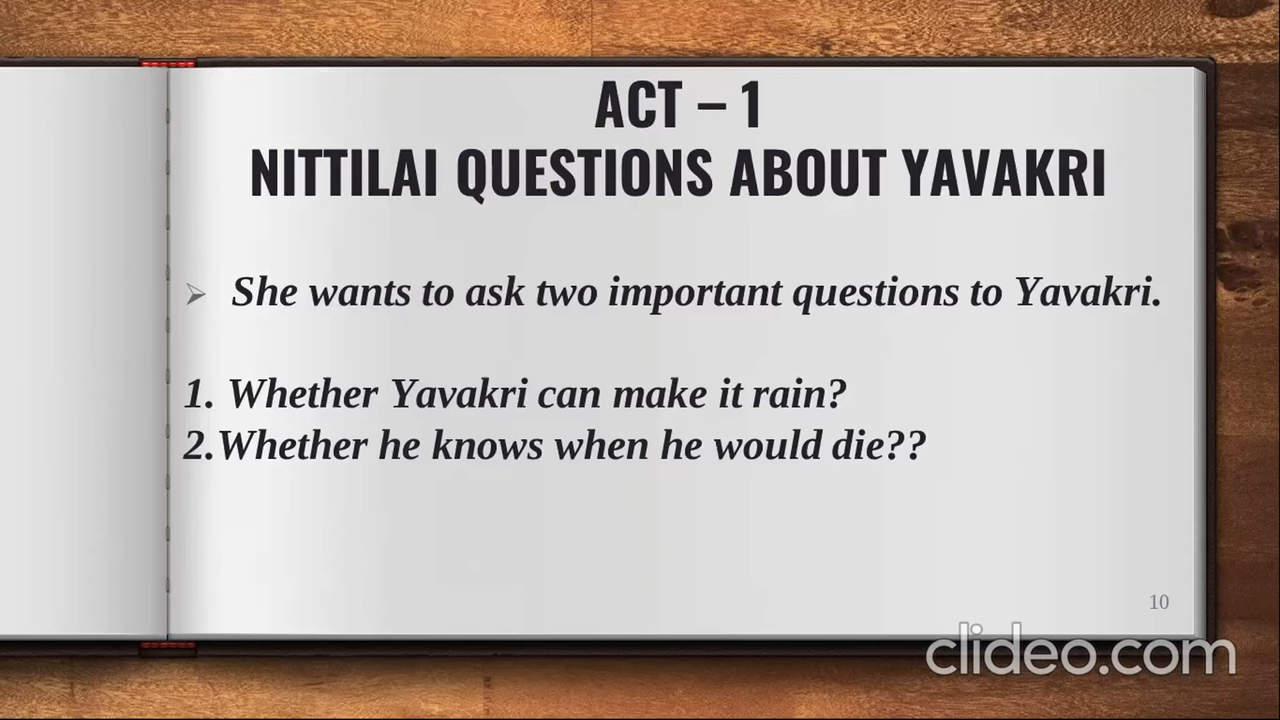 ACT – 1
NITTILAI QUESTIONS ABOUT YAVAKRI
➢ She wants to ask two important questions to Yavakri.
1. Whether Yavakri can make it rain?
2.Whether he knows when he would die??
10
clideo.com